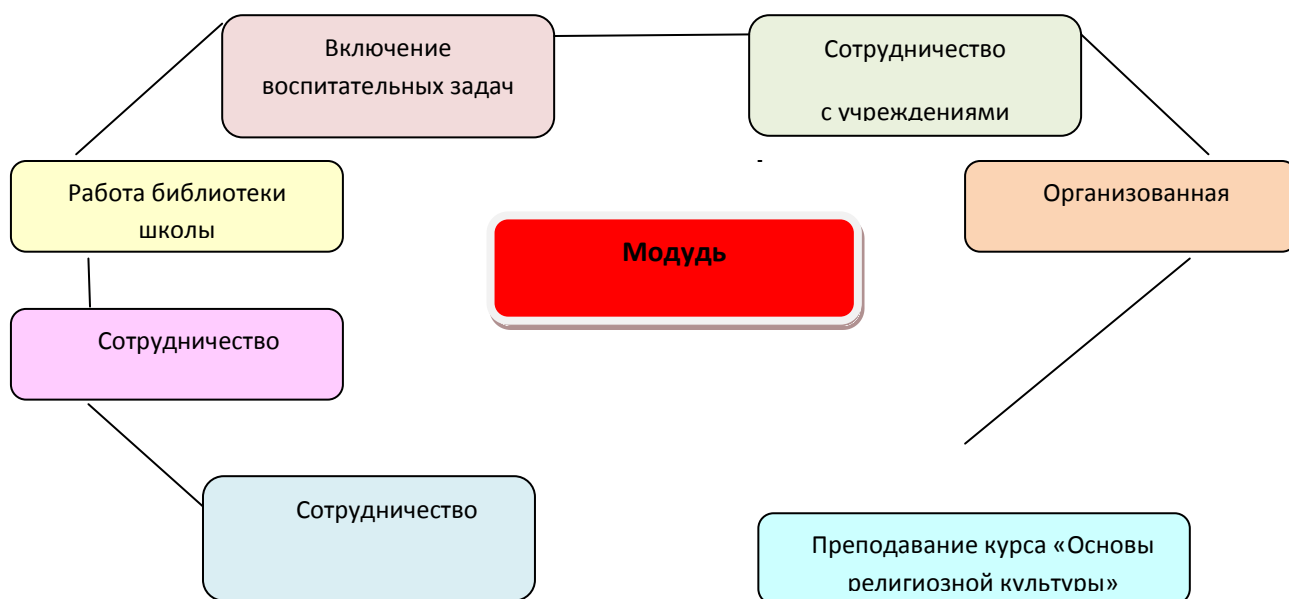 Включение
воспитательных задач
Сотрудничество
с учреждениями
Работа библиотеки
школы
Организованная
Модудь
Сотрудничество
Сотрудничество
Преподавание курса «Основы
религиозной культуры»